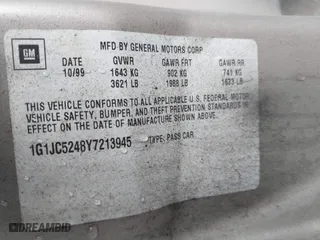 GM
MFD BY GENERAL MOTORS CORP
DATE GVWR GAWR FRT GAWR RR
10/99 1643 KG 902 KG 741 KG
3621 LB 1988 LB 1633 LB
THIS VEHICLE CONFORMS TO ALL APPLICABLE U.S. FEDERAL MOTOR
VEHICLE SAFETY, BUMPER, AND THEFT PREVENTION STANDARDS IN
EFFECT ON THE DATE OF MANUFACTURE SHOWN ABOVE.
1G1JC5248Y7213945 TYPE: PASS CAR